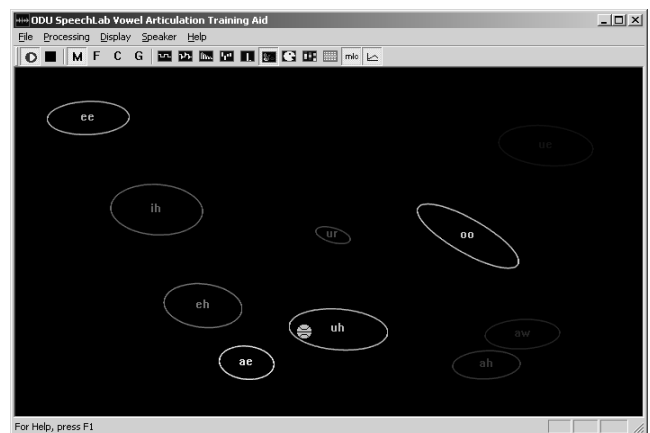 ODU SpeechLab Vowel Articulation Training Aid
File Processing Display Speaker Help
M F C G mic
ee
ue
ih
ur
oo
eh
uh
aw
ae
ah
For Help, press F1